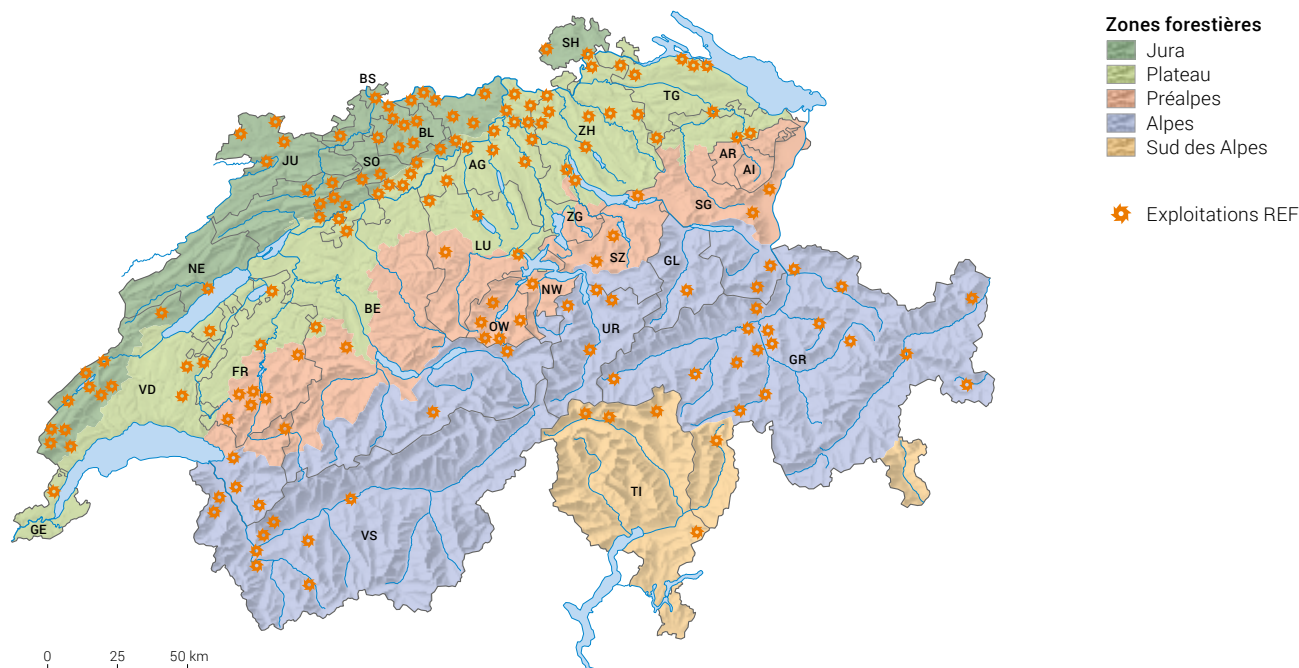 Zones forestières
Jura
Plateau
Préalpes
Alpes
Sud des Alpes
Exploitations REF
SH
BS
TG
BL
ZH
JU
SO
AG
AR
AI
SG
ZG
LU
SZ
GL
NE
NW
BE
OW
UR
GR
FR
VD
TI
GE
VS
0 25 50 km